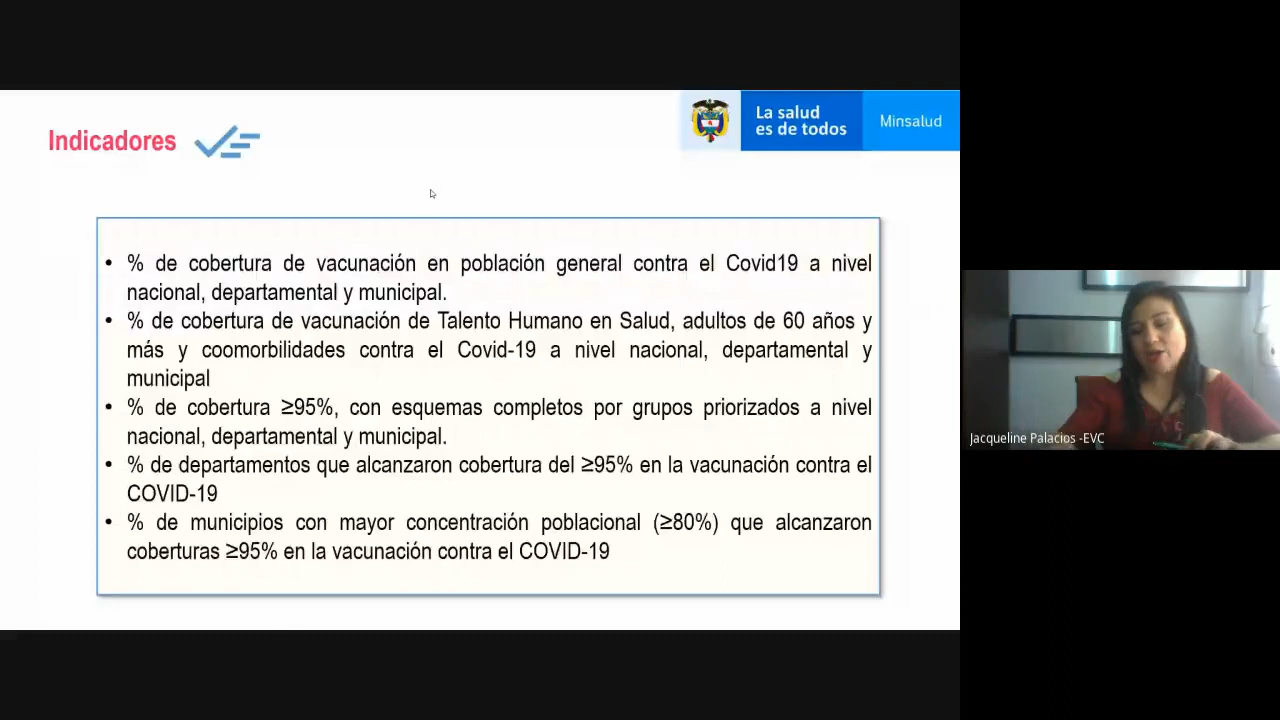 Indicadores
La salud
es de todos
Minsalud
• % de cobertura de vacunación en población general contra el Covid19 a nivel
nacional, departamental y municipal.
• % de cobertura de vacunación de Talento Humano en Salud, adultos de 60 años y
más y coomorbilidades contra el Covid-19 a nivel nacional, departamental y
municipal
• % de cobertura ≥95%, con esquemas completos por grupos priorizados a nivel
nacional, departamental y municipal.
• % de departamentos que alcanzaron cobertura del ≥95% en la vacunación contra el
COVID-19
• % de municipios con mayor concentración poblacional (≥80%) que alcanzaron
coberturas ≥95% en la vacunación contra el COVID-19
Jacqueline Palacios -EVC